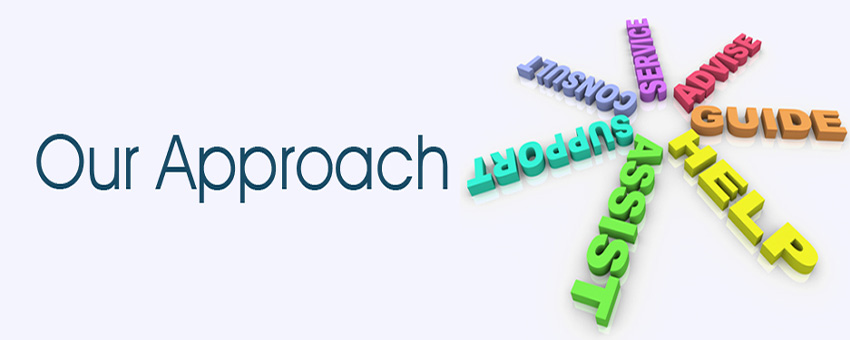 Our Approach
SERVICE
ADVISE
GUIDE
HELP
ASSIST
SUPPORT
CONSULT